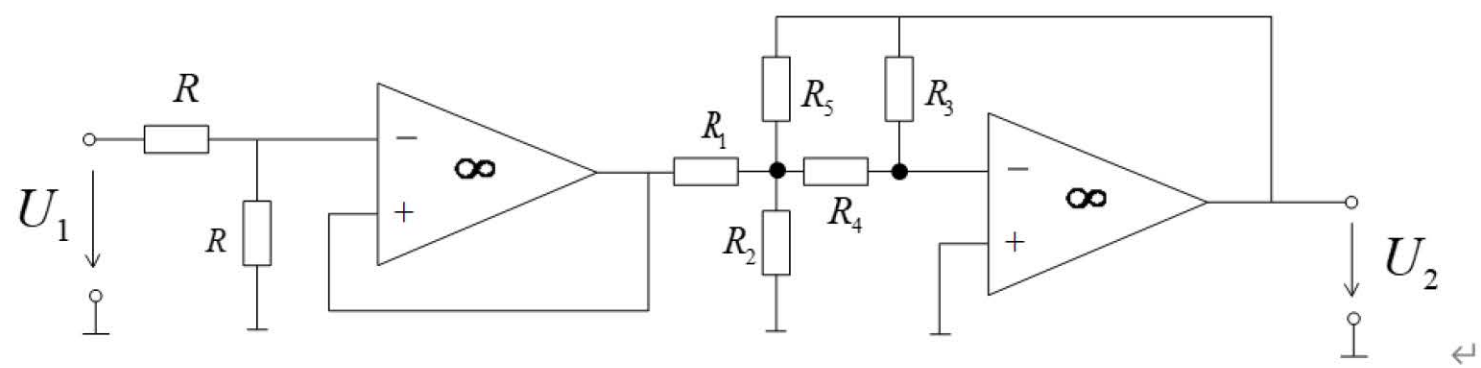 R
R₁
R₅
R₃
−
∞
+
U₁
R
R₂
R₄
−
∞
+
U₂
↵